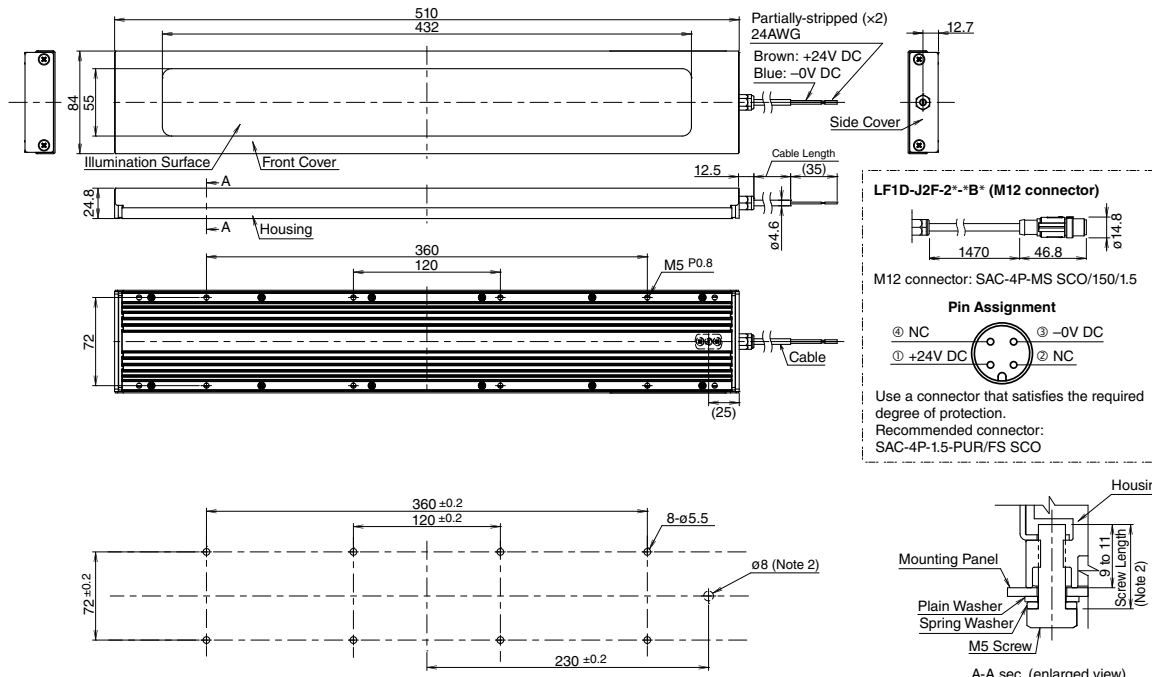 510
432
Partially-stripped (×2)
24AWG
Brown: +24V DC
Blue: –0V DC
12.7
84
55
Side Cover
Illumination Surface
Front Cover
12.5
Cable Length
(35)
A
A
24.8
Housing
ø4.6
360
120
M5 P0.8
72
Cable
(25)
LF1D-J2F-2*-*B* (M12 connector)
1470
46.8
ø14.8
M12 connector: SAC-4P-MS SCO/150/1.5
Pin Assignment
④ NC
③ –0V DC
① +24V DC
② NC
Use a connector that satisfies the required
degree of protection.
Recommended connector:
SAC-4P-1.5-PUR/FS SCO
360 ±0.2
120 ±0.2
8-ø5.5
72 ±0.2
ø8 (Note 2)
230 ±0.2
Mounting Panel
Plain Washer
Spring Washer
M5 Screw
9 to 11
Screw Length
(Note 2)
A-A sec. (enlarged view)